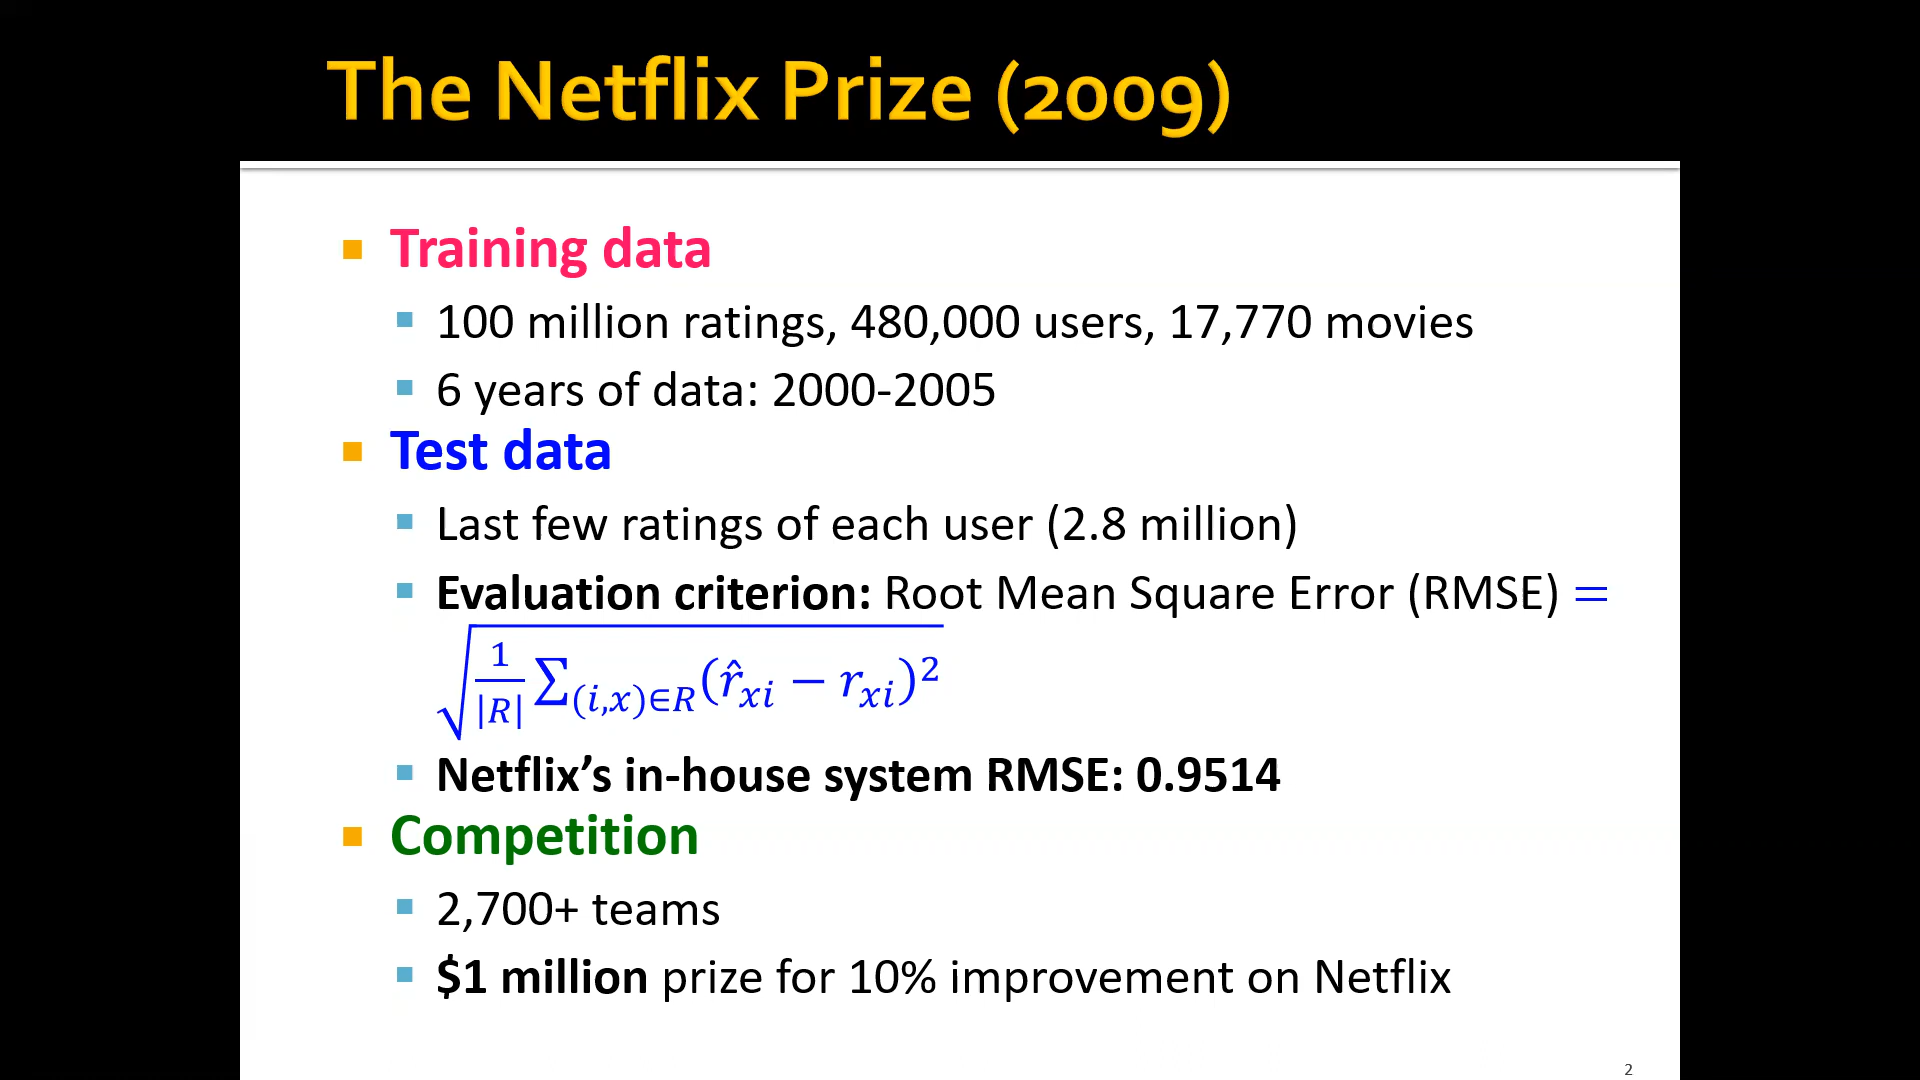 The Netflix Prize (2009)
Training data
100 million ratings, 480,000 users, 17,770 movies
6 years of data: 2000-2005
Test data
Last few ratings of each user (2.8 million)
Evaluation criterion: Root Mean Square Error (RMSE) =
√(1/|R| ∑_(i,x)∈R (r̂_xi − r_xi)²)
Netflix’s in-house system RMSE: 0.9514
Competition
2,700+ teams
$1 million prize for 10% improvement on Netflix
2